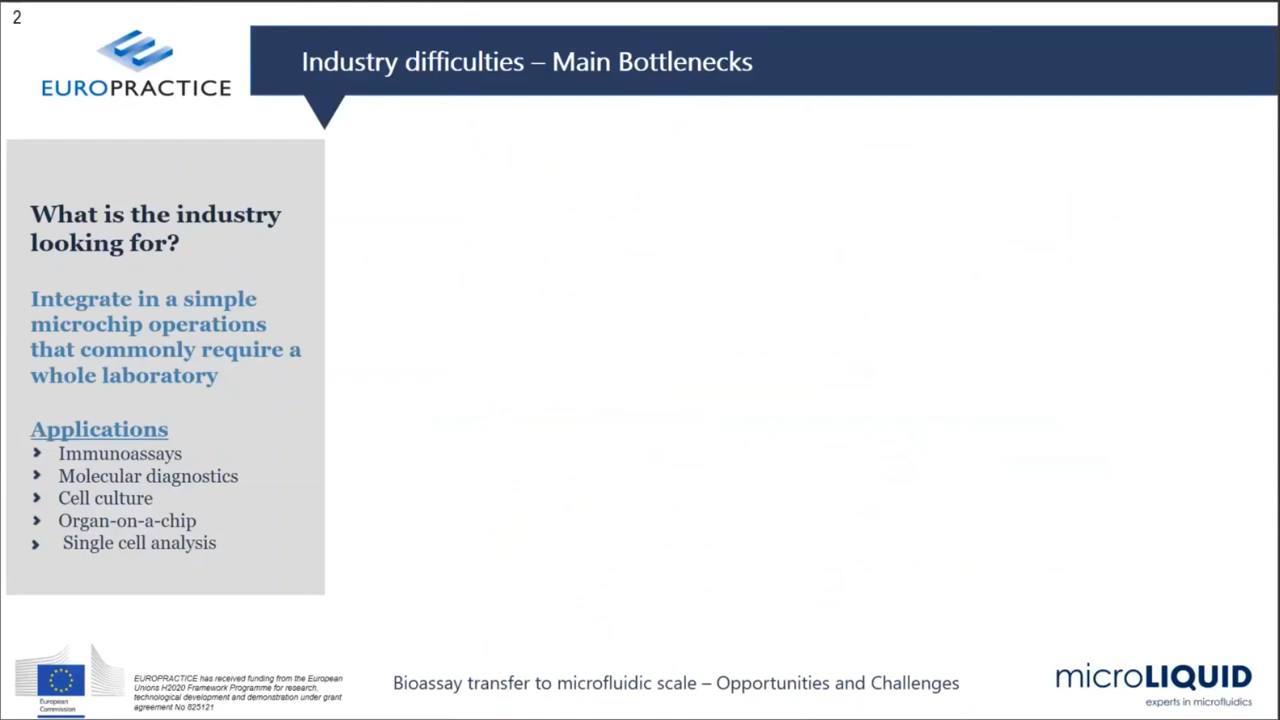 2
EUROPRACTICE
Industry difficulties – Main Bottlenecks
What is the industry
looking for?
Integrate in a simple
microchip operations
that commonly require a
whole laboratory
Applications
Immunoassays
Molecular diagnostics
Cell culture
Organ-on-a-chip
Single cell analysis
European
Commission
EUROPRACTICE has received funding from the European
Unions H2020 Framework Programme for research,
technological development and demonstration under grant
agreement No 825121
Bioassay transfer to microfluidic scale – Opportunities and Challenges
microLIQUID
experts in microfluidics